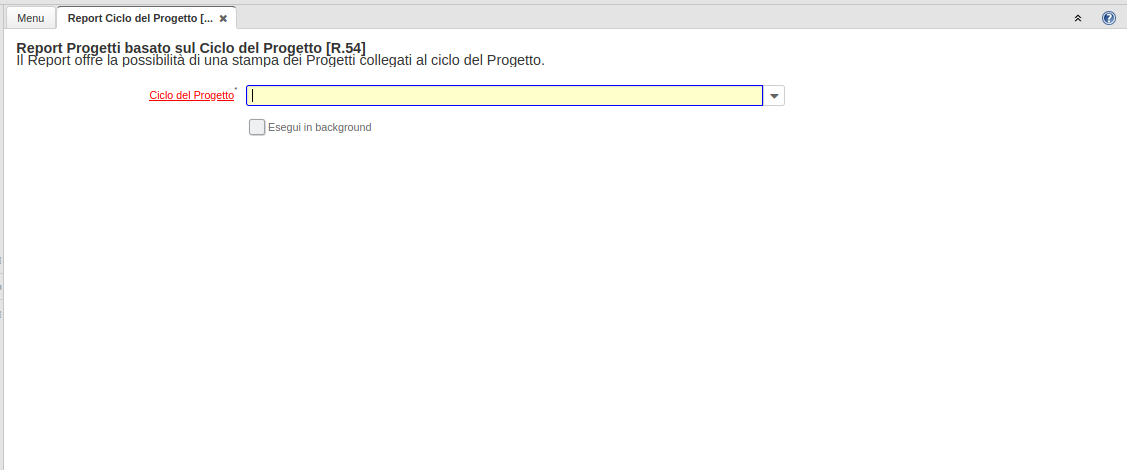 Menu
Report Ciclo del Progetto [...
Report Progetti basato sul Ciclo del Progetto [R.54]
Il Report offre la possibilità di una stampa dei Progetti collegati al ciclo del Progetto.
Ciclo del Progetto*
Esegui in background